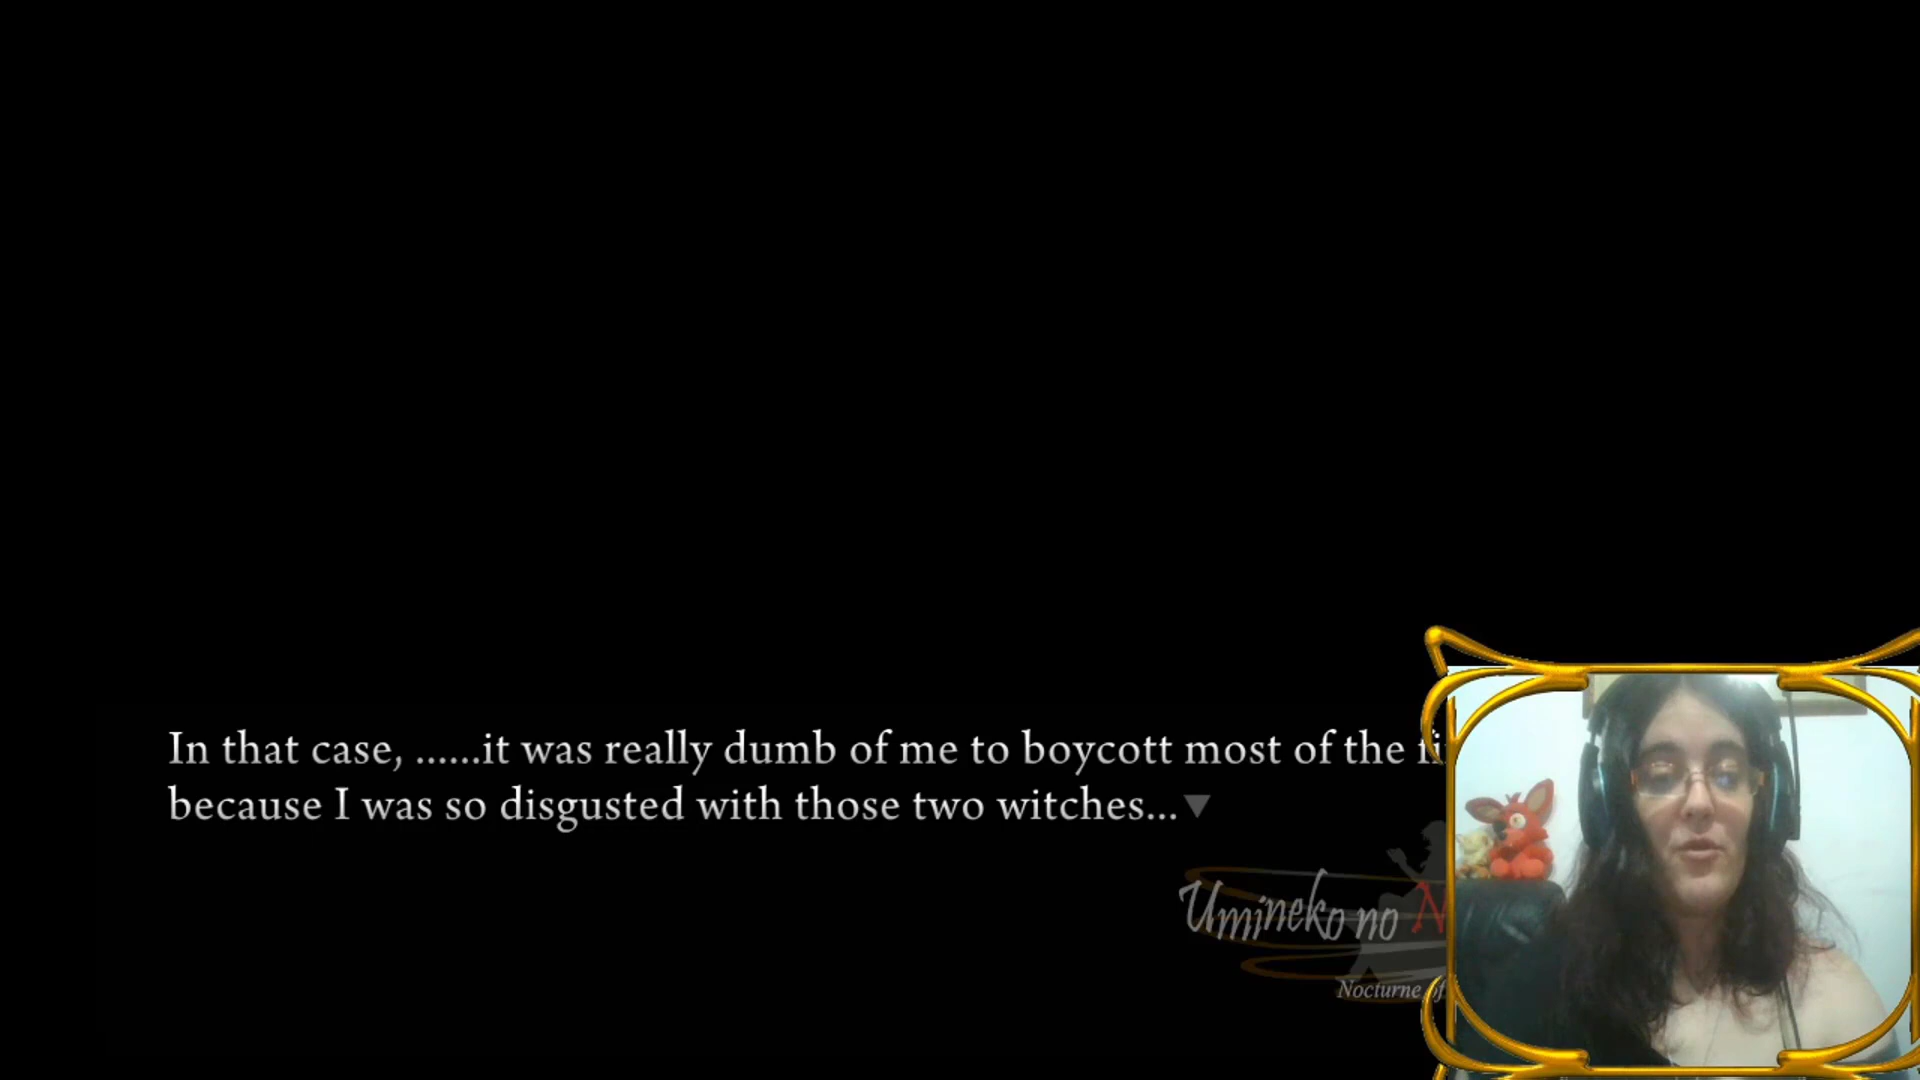 In that case, ......it was really dumb of me to boycott most of the
because I was so disgusted with those two witches...
Umineko no
Nocturne of